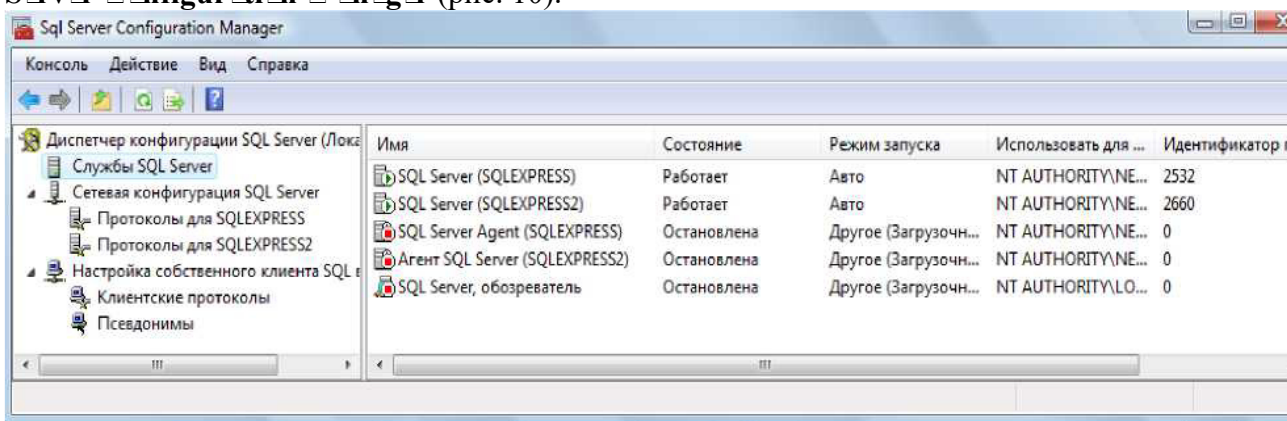 (рис. 10).
Sql Server Configuration Manager
Консоль Действие Вид Справка
Диспетчер конфигурации SQL Server (Лока
Службы SQL Server
Сетевая конфигурация SQL Server
Протоколы для SQLEXPRESS
Протоколы для SQLEXPRESS2
Настройка собственного клиента SQL
Клиентские протоколы
Псевдонимы
Имя Состояние Режим запуска Использовать для ... Идентификатор
SQL Server (SQLEXPRESS) Работает Авто NT AUTHORITY\NE... 2532
SQL Server (SQLEXPRESS2) Работает Авто NT AUTHORITY\NE... 2660
SQL Server Agent (SQLEXPRESS) Остановлена Другое (Загрузочн... NT AUTHORITY\NE... 0
Агент SQL Server (SQLEXPRESS2) Остановлена Другое (Загрузочн... NT AUTHORITY\NE... 0
SQL Server, обозреватель Остановлена Другое (Загрузочн... NT AUTHORITY\LO... 0